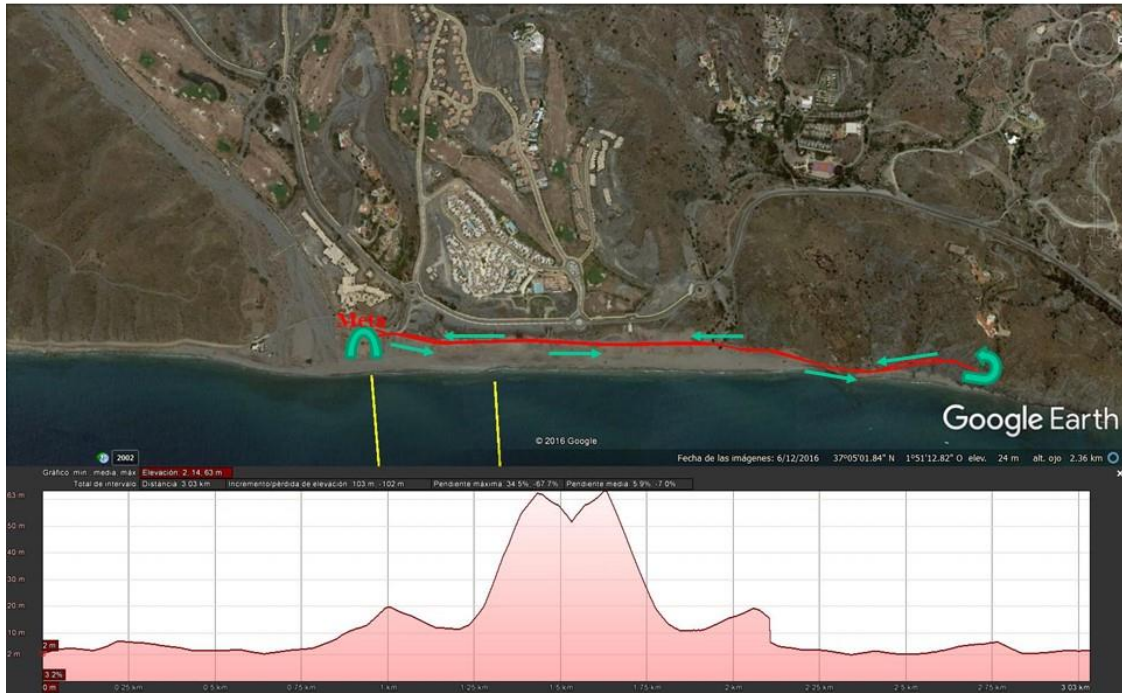 Meta
Google Earth
© 2016 Google
2002
Fecha de las imágenes: 6/12/2016 37°05'01.84" N 1°51'12.82" O elev. 24 m alt. ojo 2.36 km
Gráfico min. media, máx Elevación: 2, 14, 63 m
Total de intervalo: Distancia: 3.03 km Incremento/pérdida de elevación: 103 m, -102 m Pendiente máxima: 34.5%, -67.7% Pendiente media: 5.9%, -7.0%
63 m
50 m
40 m
30 m
20 m
10 m
2 m
2 m
3.2%
0 m 0.25 km 0.5 km 0.75 km 1 km 1.25 km 1.5 km 1.75 km 2 km 2.25 km 2.5 km 2.75 km 3.03 km